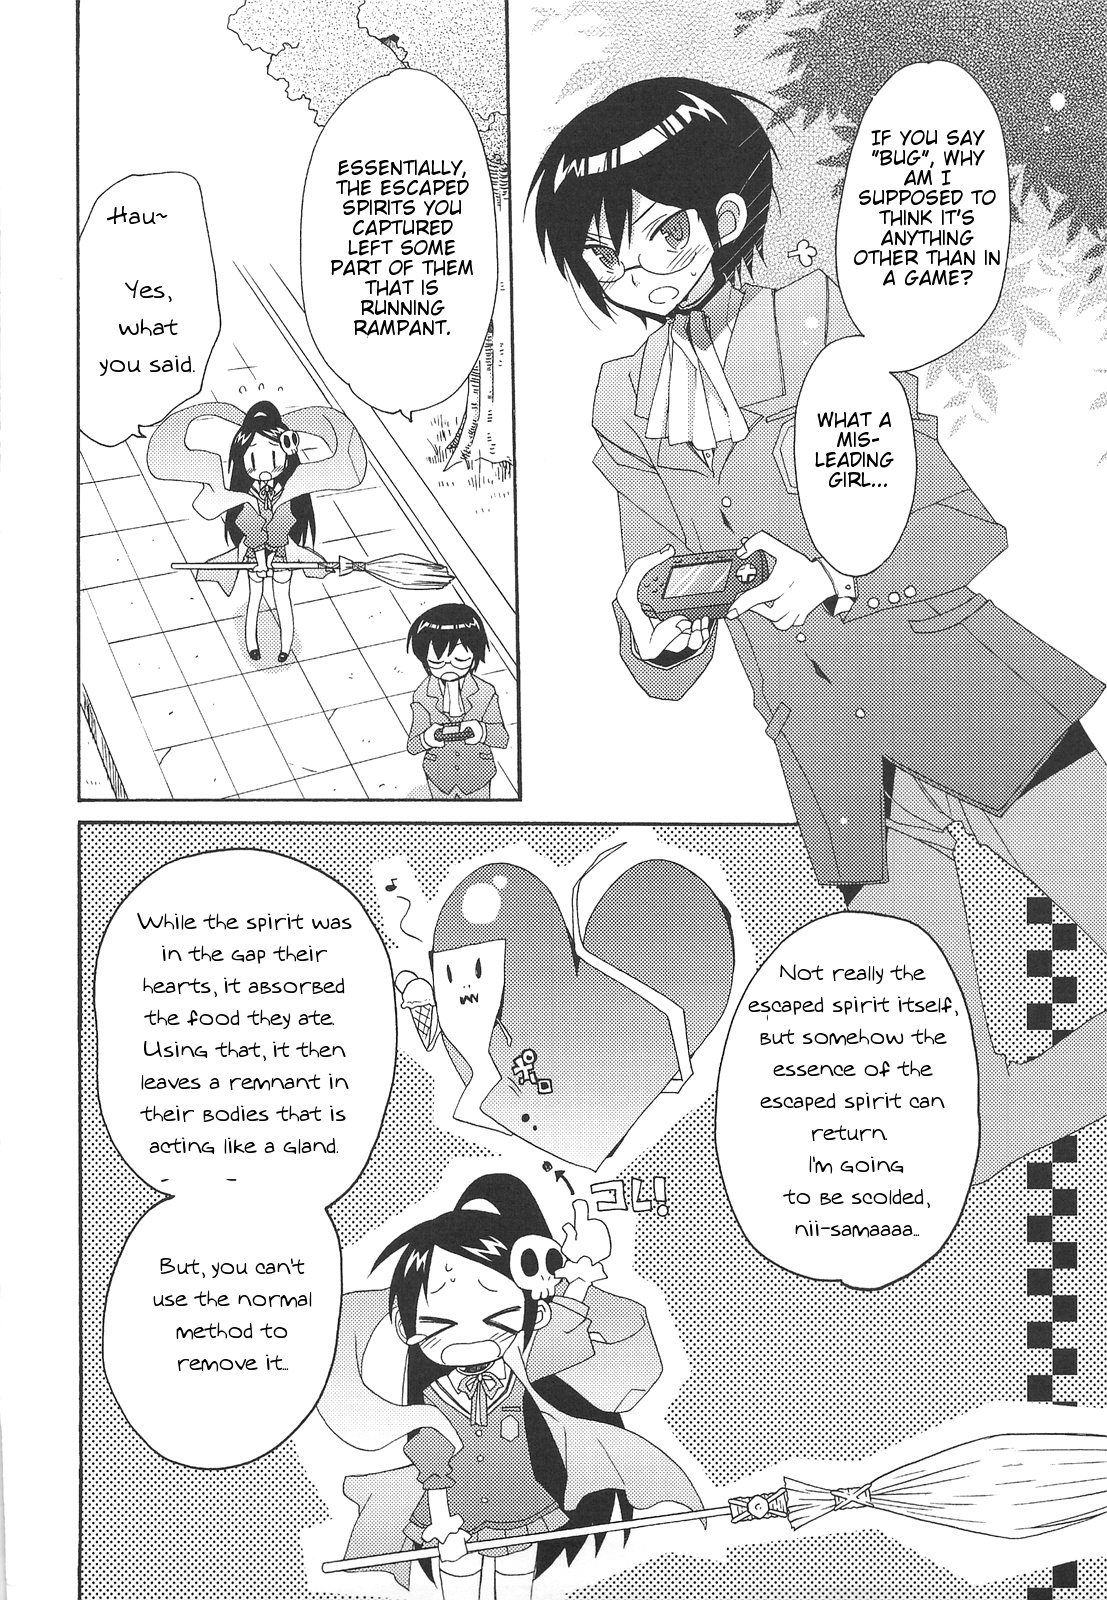 IF YOU SAY
"BUG", WHY
AM I
SUPPOSED TO
THINK IT'S
ANYTHING
OTHER THAN IN
A GAME?
WHAT A
MIS-
LEADING
GIRL...
ESSENTIALLY,
THE ESCAPED
SPIRITS YOU
CAPTURED
LEFT SOME
PART OF THEM
THAT IS
RUNNING
RAMPANT.
Hau~
Yes,
what
you said.
Not really the
escaped spirit itself,
but somehow the
essence of the
escaped spirit can
return.
I'm going
to be scolded,
nii-samaaaa...
ポロ
コレ!
While the spirit was
in the gap their
hearts, it absorbed
the food they ate.
Using that, it then
leaves a remnant in
their bodies that is
acting like a gland.
But, you can't
use the normal
method to
remove it...